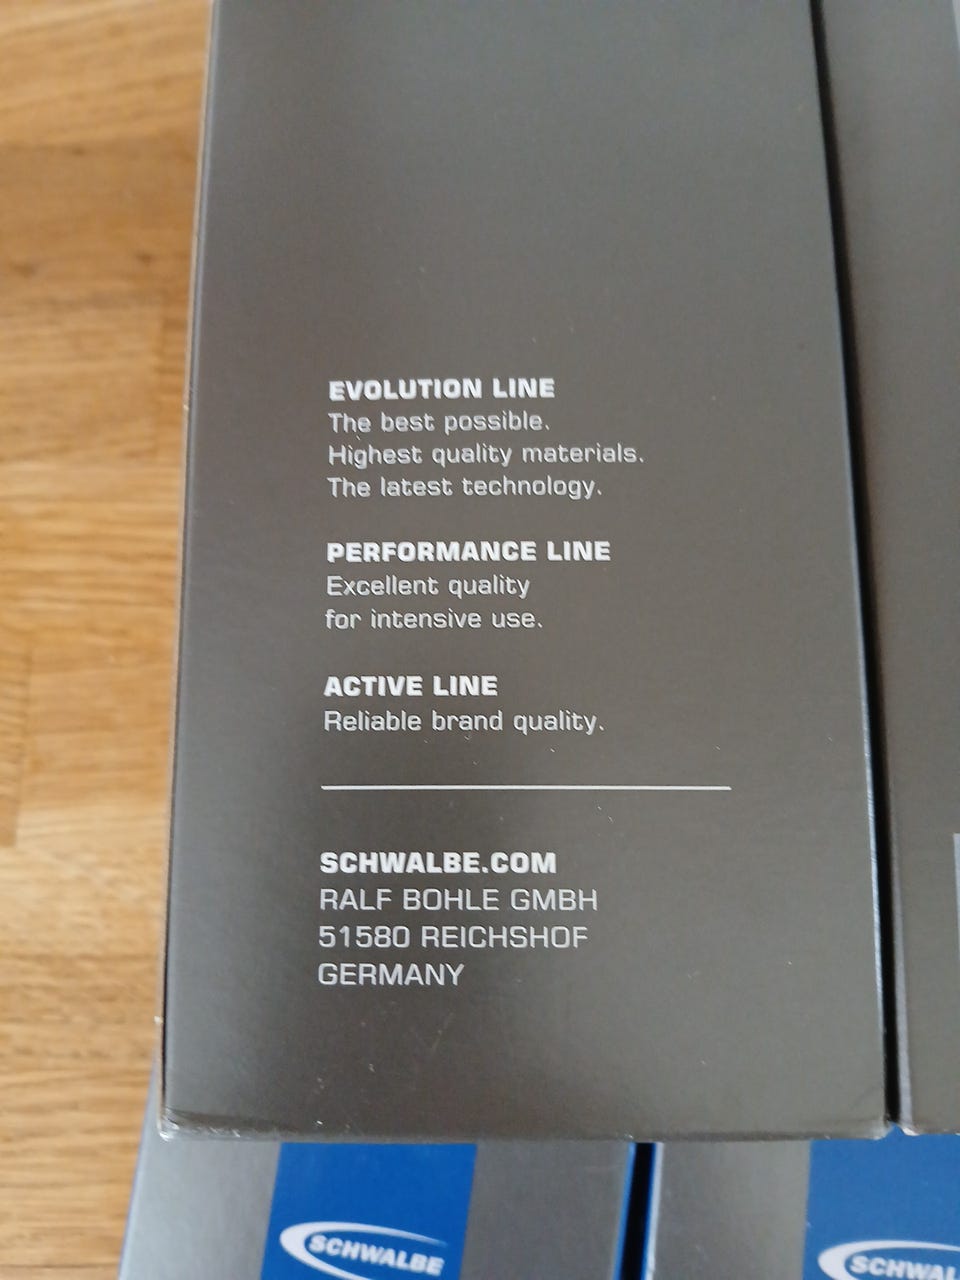 EVOLUTION LINE
The best possible.
Highest quality materials.
The latest technology.
PERFORMANCE LINE
Excellent quality
for intensive use.
ACTIVE LINE
Reliable brand quality.
SCHWALBE.COM
RALF BOHLE GMBH
51580 REICHSHOF
GERMANY
SCHWALBE
SCHWAL